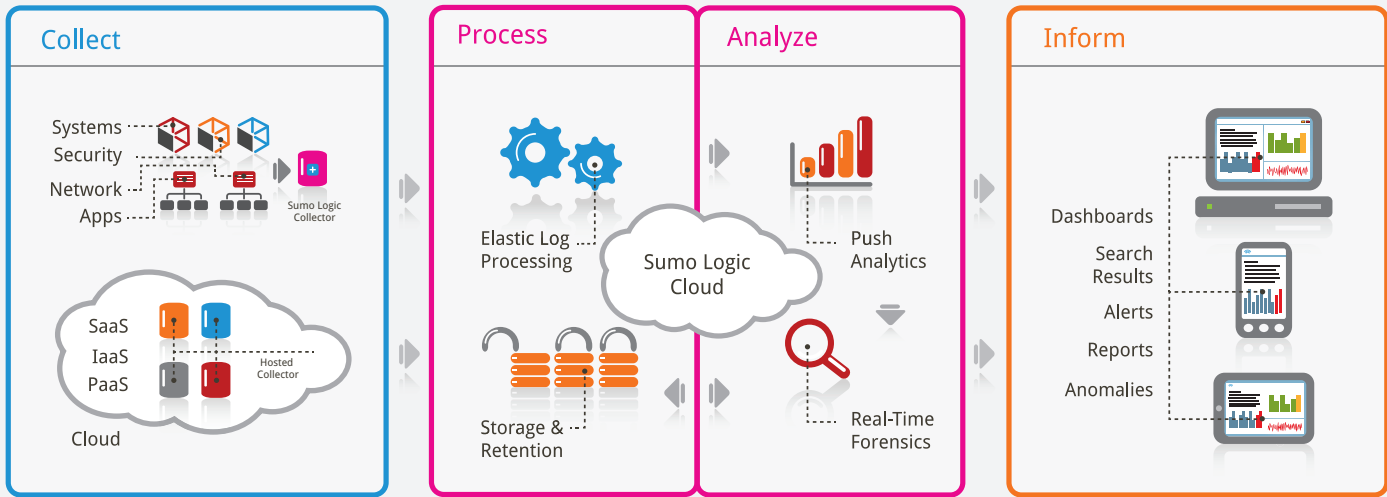 Collect
Systems
Security
Network
Apps
Sumo Logic
Collector
SaaS
IaaS
PaaS
Hosted
Collector
Cloud
Process
Elastic Log
Processing
Storage &
Retention
Sumo Logic
Cloud
Analyze
Push
Analytics
Real-Time
Forensics
Inform
Dashboards
Search
Results
Alerts
Reports
Anomalies